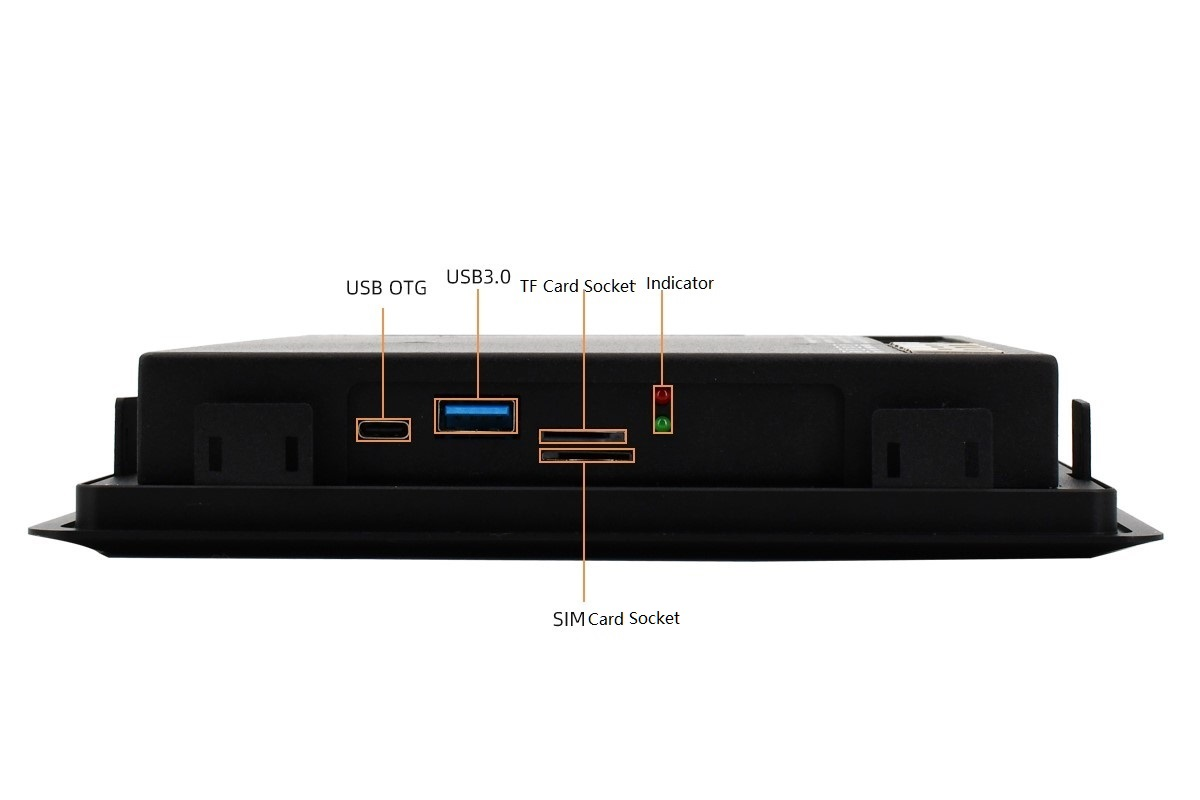 USB OTG
USB3.0
TF Card Socket
Indicator
SIM Card Socket